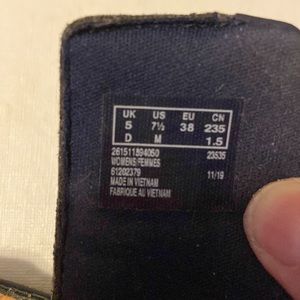 UK US EU CN
5 7½ 38 235
D M 1.5
261511894050
WOMENS/FEMMES 23S35
61202379
MADE IN VIETNAM 11/19
FABRIQUE AU VIETNAM